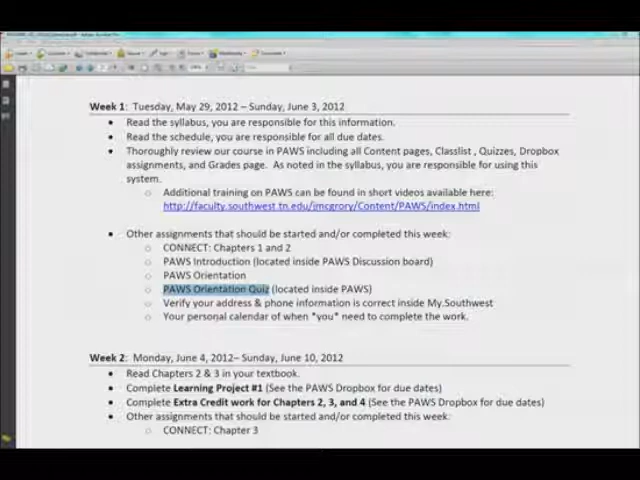 Week 1: Tuesday, May 29, 2012 – Sunday, June 3, 2012
• Read the syllabus, you are responsible for this information.
• Read the schedule, you are responsible for all due dates.
• Thoroughly review our course in PAWS including all Content pages, Classlist , Quizzes, Dropbox
assignments, and Grades page. As noted in the syllabus, you are responsible for using this
system.
○ Additional training on PAWS can be found in short videos available here:
http://faculty.southwest.tn.edu/jmcgrory/Content/PAWS/index.html
• Other assignments that should be started and/or completed this week:
○ CONNECT: Chapters 1 and 2
○ PAWS Introduction (located inside PAWS Discussion board)
○ PAWS Orientation
○ PAWS Orientation Quiz (located inside PAWS)
○ Verify your address & phone information is correct inside My.Southwest
○ Your personal calendar of when *you* need to complete the work.
Week 2: Monday, June 4, 2012– Sunday, June 10, 2012
• Read Chapters 2 & 3 in your textbook.
• Complete Learning Project #1 (See the PAWS Dropbox for due dates)
• Complete Extra Credit work for Chapters 2, 3, and 4 (See the PAWS Dropbox for due dates)
• Other assignments that should be started and/or completed this week:
○ CONNECT: Chapter 3